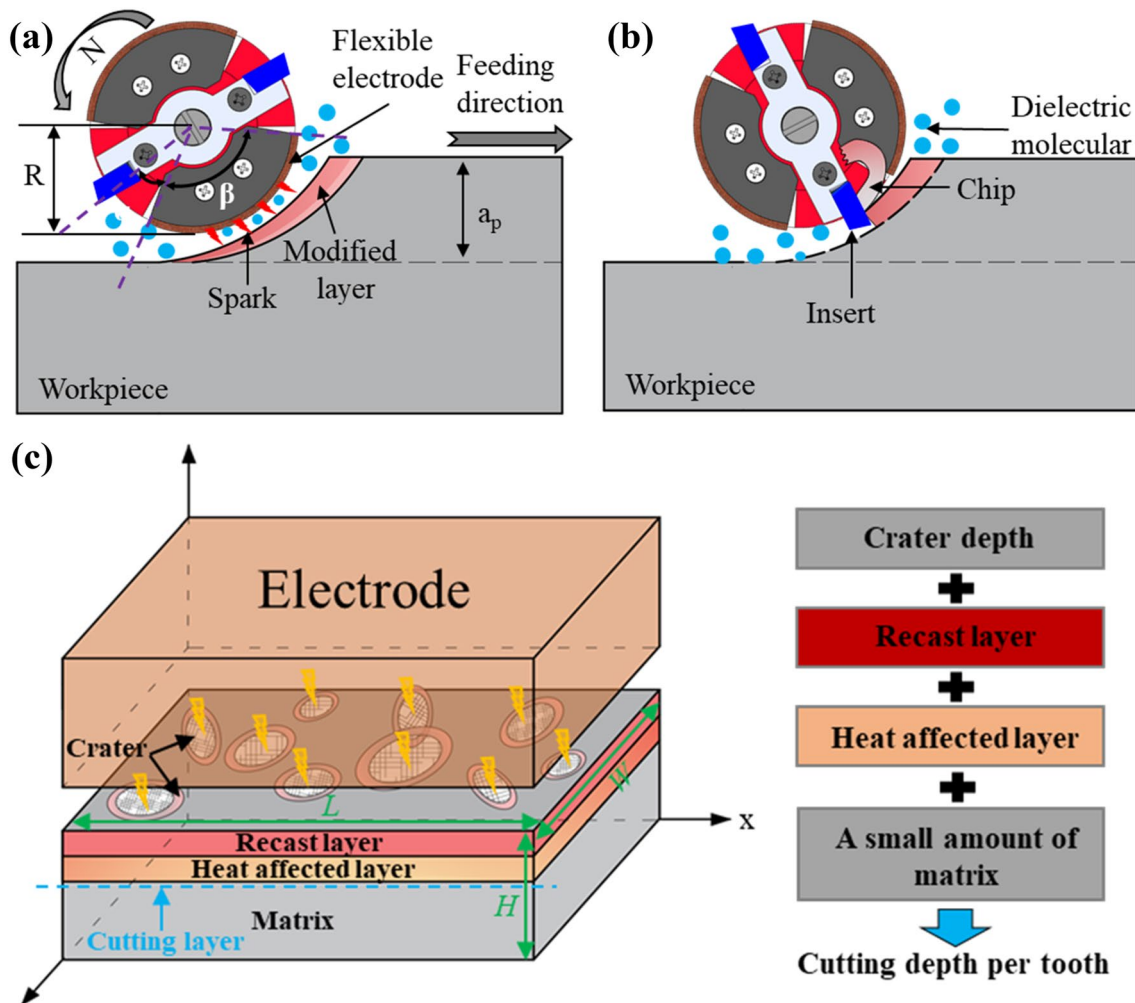 (a)
N
Flexible
electrode
Feeding
direction
R
β
a_p
Modified
layer
Spark
Workpiece
(b)
Dielectric
molecular
Chip
Insert
Workpiece
(c)
Electrode
Crater
L
W
H
x
Recast layer
Heat affected layer
Matrix
Cutting layer
Crater depth
+
Recast layer
+
Heat affected layer
+
A small amount of
matrix
Cutting depth per tooth